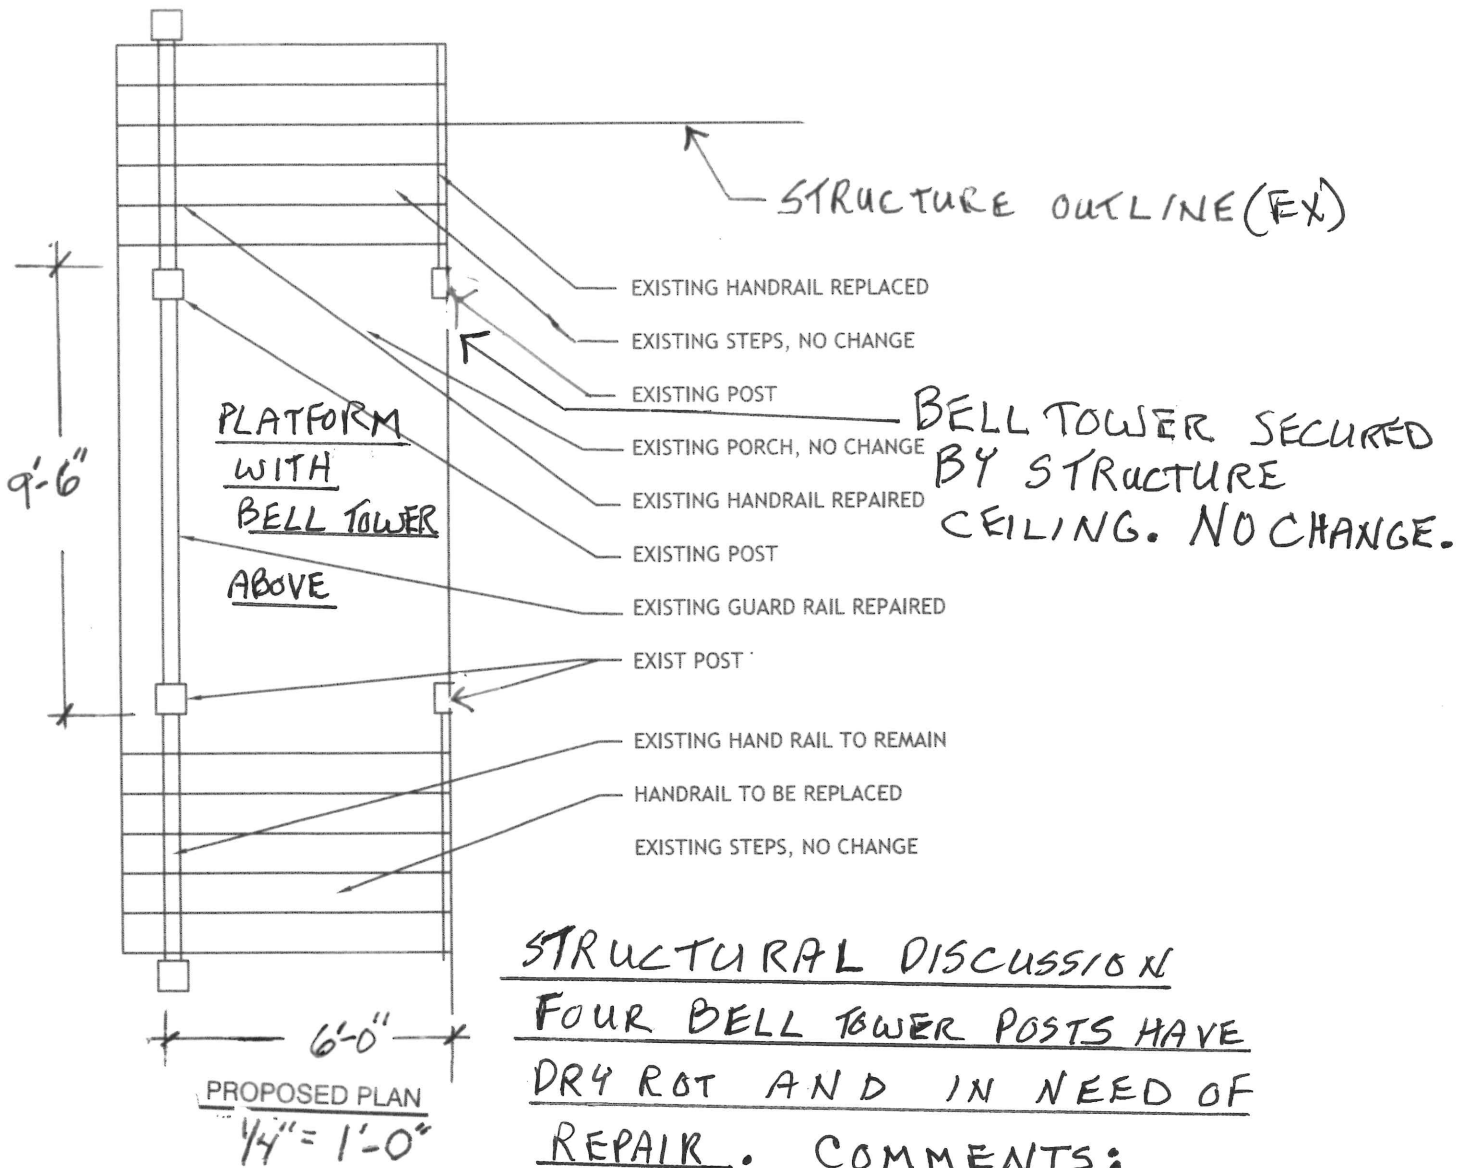 STRUCTURE OUTLINE (EX)
EXISTING HANDRAIL REPLACED
EXISTING STEPS, NO CHANGE
EXISTING POST
EXISTING PORCH, NO CHANGE
EXISTING HANDRAIL REPAIRED
EXISTING POST
EXISTING GUARD RAIL REPAIRED
EXIST POST
EXISTING HAND RAIL TO REMAIN
HANDRAIL TO BE REPLACED
EXISTING STEPS, NO CHANGE
BELL TOWER SECURED
BY STRUCTURE
CEILING. NO CHANGE.
PLATFORM
WITH
BELL TOWER
ABOVE
9'-6"
6'-0"
PROPOSED PLAN
1/4" = 1'-0"
STRUCTURAL DISCUSSION
FOUR BELL TOWER POSTS HAVE
DRY ROT AND IN NEED OF
REPAIR. COMMENTS: